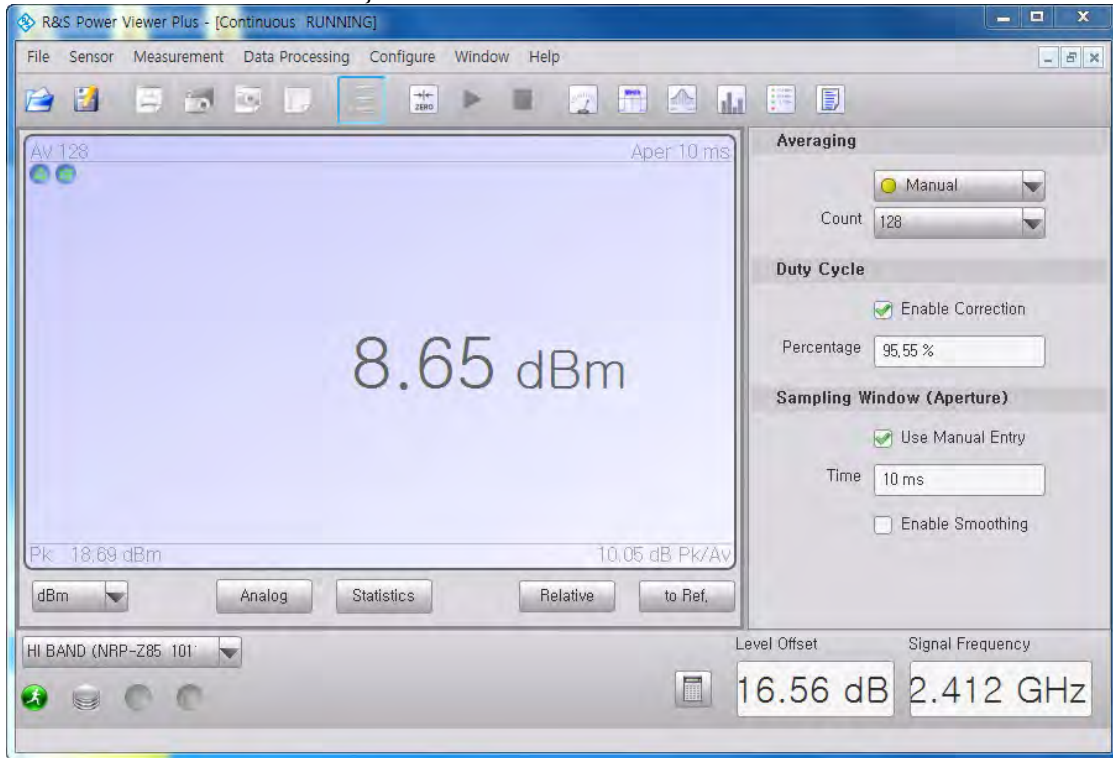 R&S Power Viewer Plus - [Continuous RUNNING]
File Sensor Measurement Data Processing Configure Window Help
ZERO
Av 128 Aper 10 ms
8.65 dBm
Pk 18.69 dBm 10.05 dB Pk/Av
dBm Analog Statistics Relative to Ref.
Averaging
Manual
Count 128
Duty Cycle
Enable Correction
Percentage 95.55 %
Sampling Window (Aperture)
Use Manual Entry
Time 10 ms
Enable Smoothing
HI BAND (NRP-Z85 101
Level Offset Signal Frequency
16.56 dB 2.412 GHz